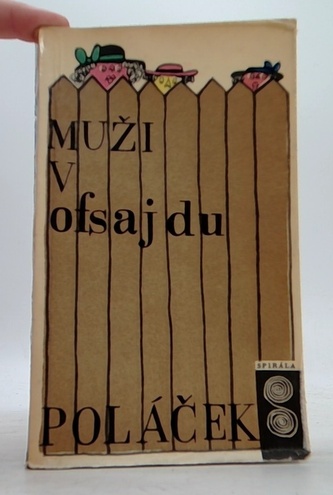 MUŽI
V
ofsajdu
SPIRÁLA
POLÁČEK